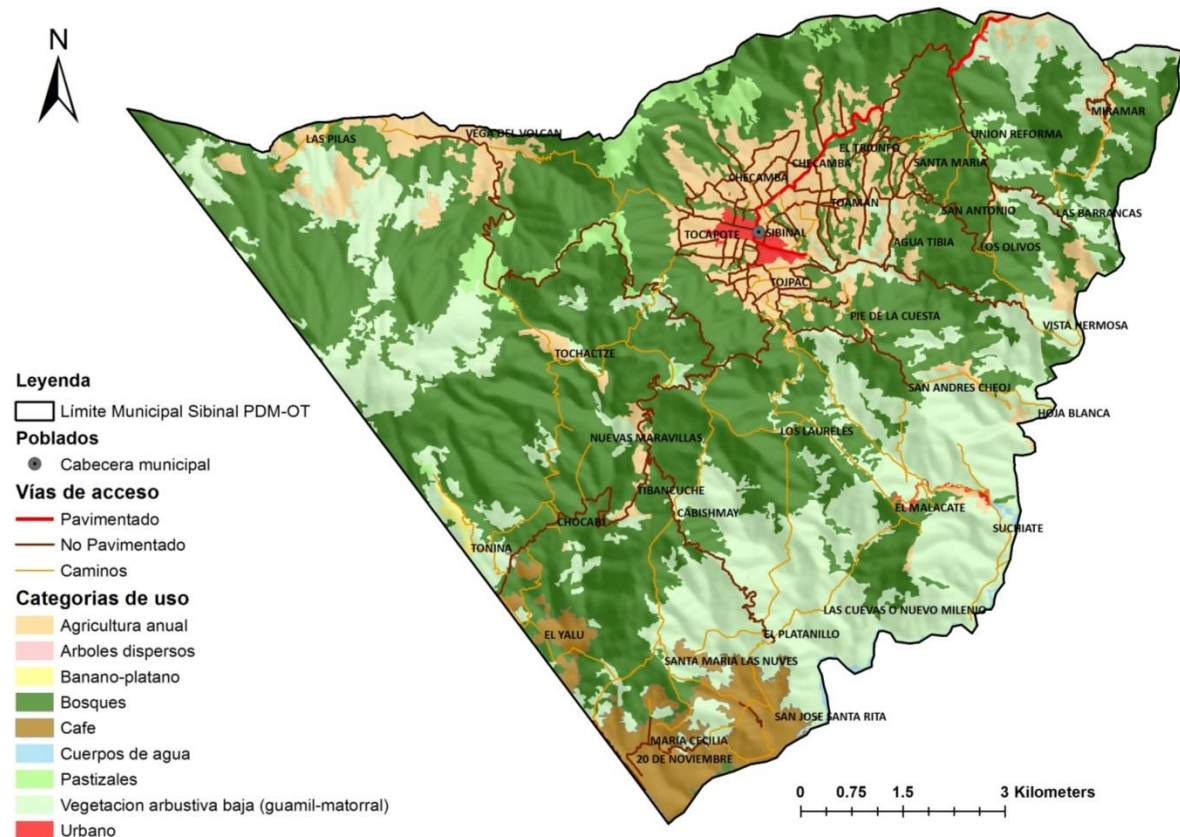 N
LAS PILAS
VEGA DEL VOLCAN
MIRAMAR
UNION REFORMA
EL TRIUNFO
CHECAMBA
SANTA MARIA
CHECAMBA
TOAMAN
SAN ANTONIO
LAS BARRANCAS
TOCAPOTE
SIBINAL
AGUA TIBIA
LOS OLIVOS
TOJPAC
PIE DE LA CUESTA
VISTA HERMOSA
TOCHACTZE
SAN ANDRES CHEOJ
HOJA BLANCA
NUEVAS MARAVILLAS
LOS LAURELES
TIBANCUCHE
CABISHMAY
EL MALACATE
CHOCABI
SUCHIATE
TONINA
LAS CUEVAS O NUEVO MILENIO
EL YALU
EL PLATANILLO
SANTA MARIA LAS NUVES
SAN JOSE SANTA RITA
MARIA CECILIA
20 DE NOVIEMBRE
Leyenda
Límite Municipal Sibinal PDM-OT
Poblados
Cabecera municipal
Vías de acceso
Pavimentado
No Pavimentado
Caminos
Categorias de uso
Agricultura anual
Arboles dispersos
Banano-platano
Bosques
Cafe
Cuerpos de agua
Pastizales
Vegetacion arbustiva baja (guamil-matorral)
Urbano
0 0.75 1.5 3 Kilometers